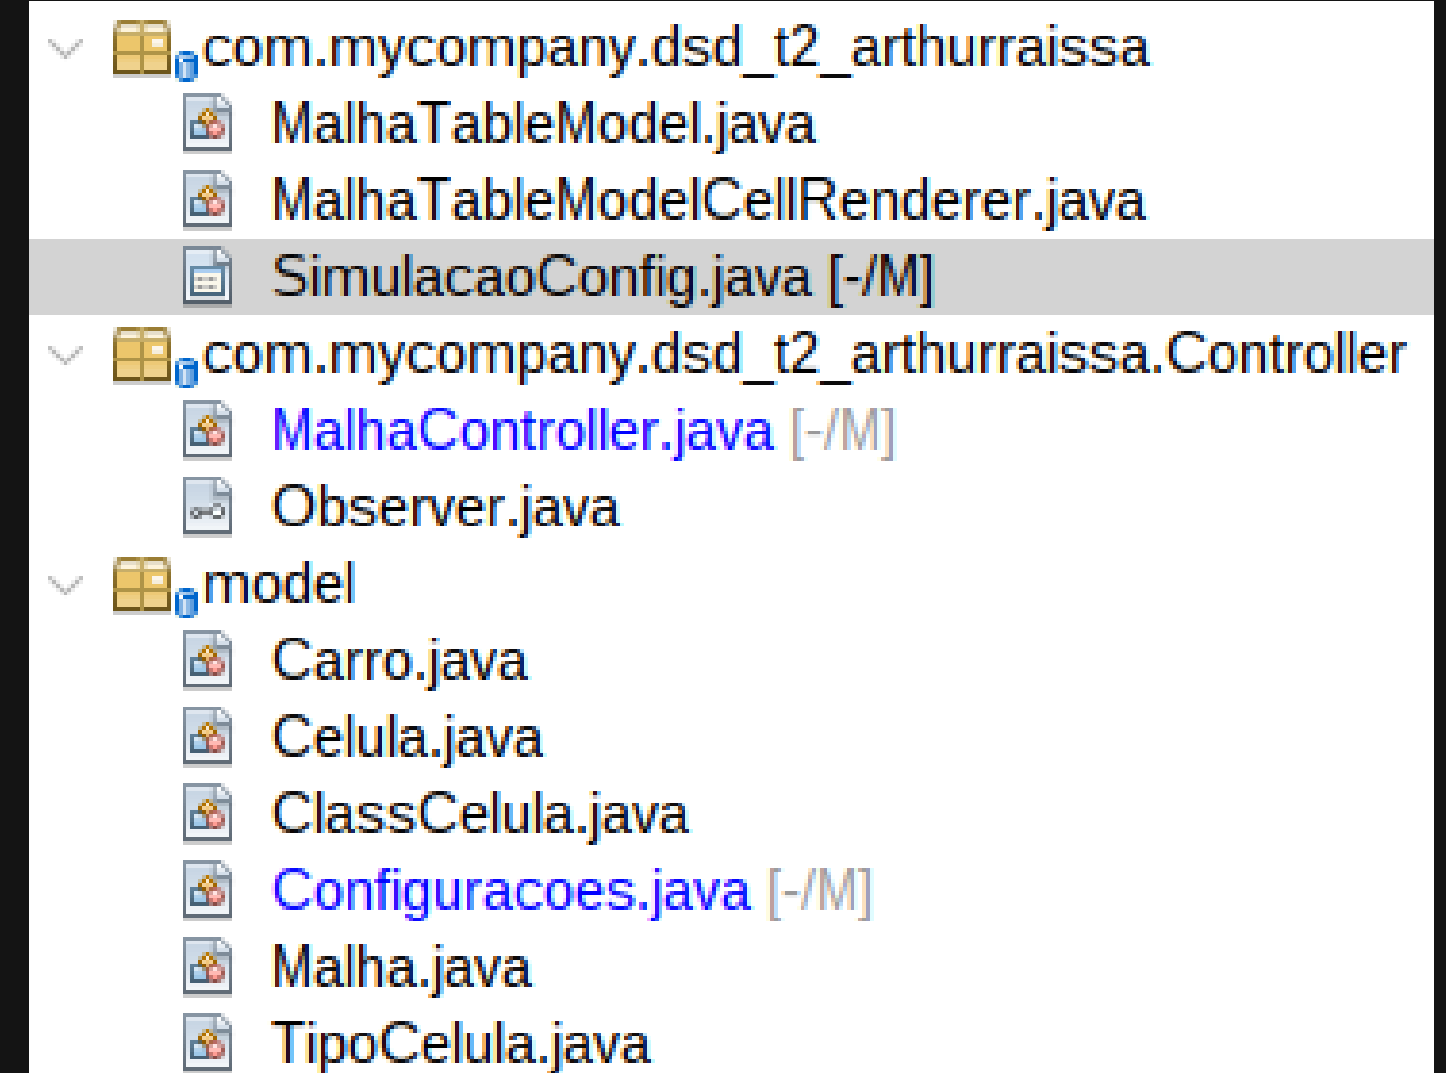 com.mycompany.dsd_t2_arthurraissa
MalhaTableModel.java
MalhaTableModelCellRenderer.java
SimulacaoConfig.java [-/M]
com.mycompany.dsd_t2_arthurraissa.Controller
MalhaController.java [-/M]
Observer.java
model
Carro.java
Celula.java
ClassCelula.java
Configuracoes.java [-/M]
Malha.java
TipoCelula.java